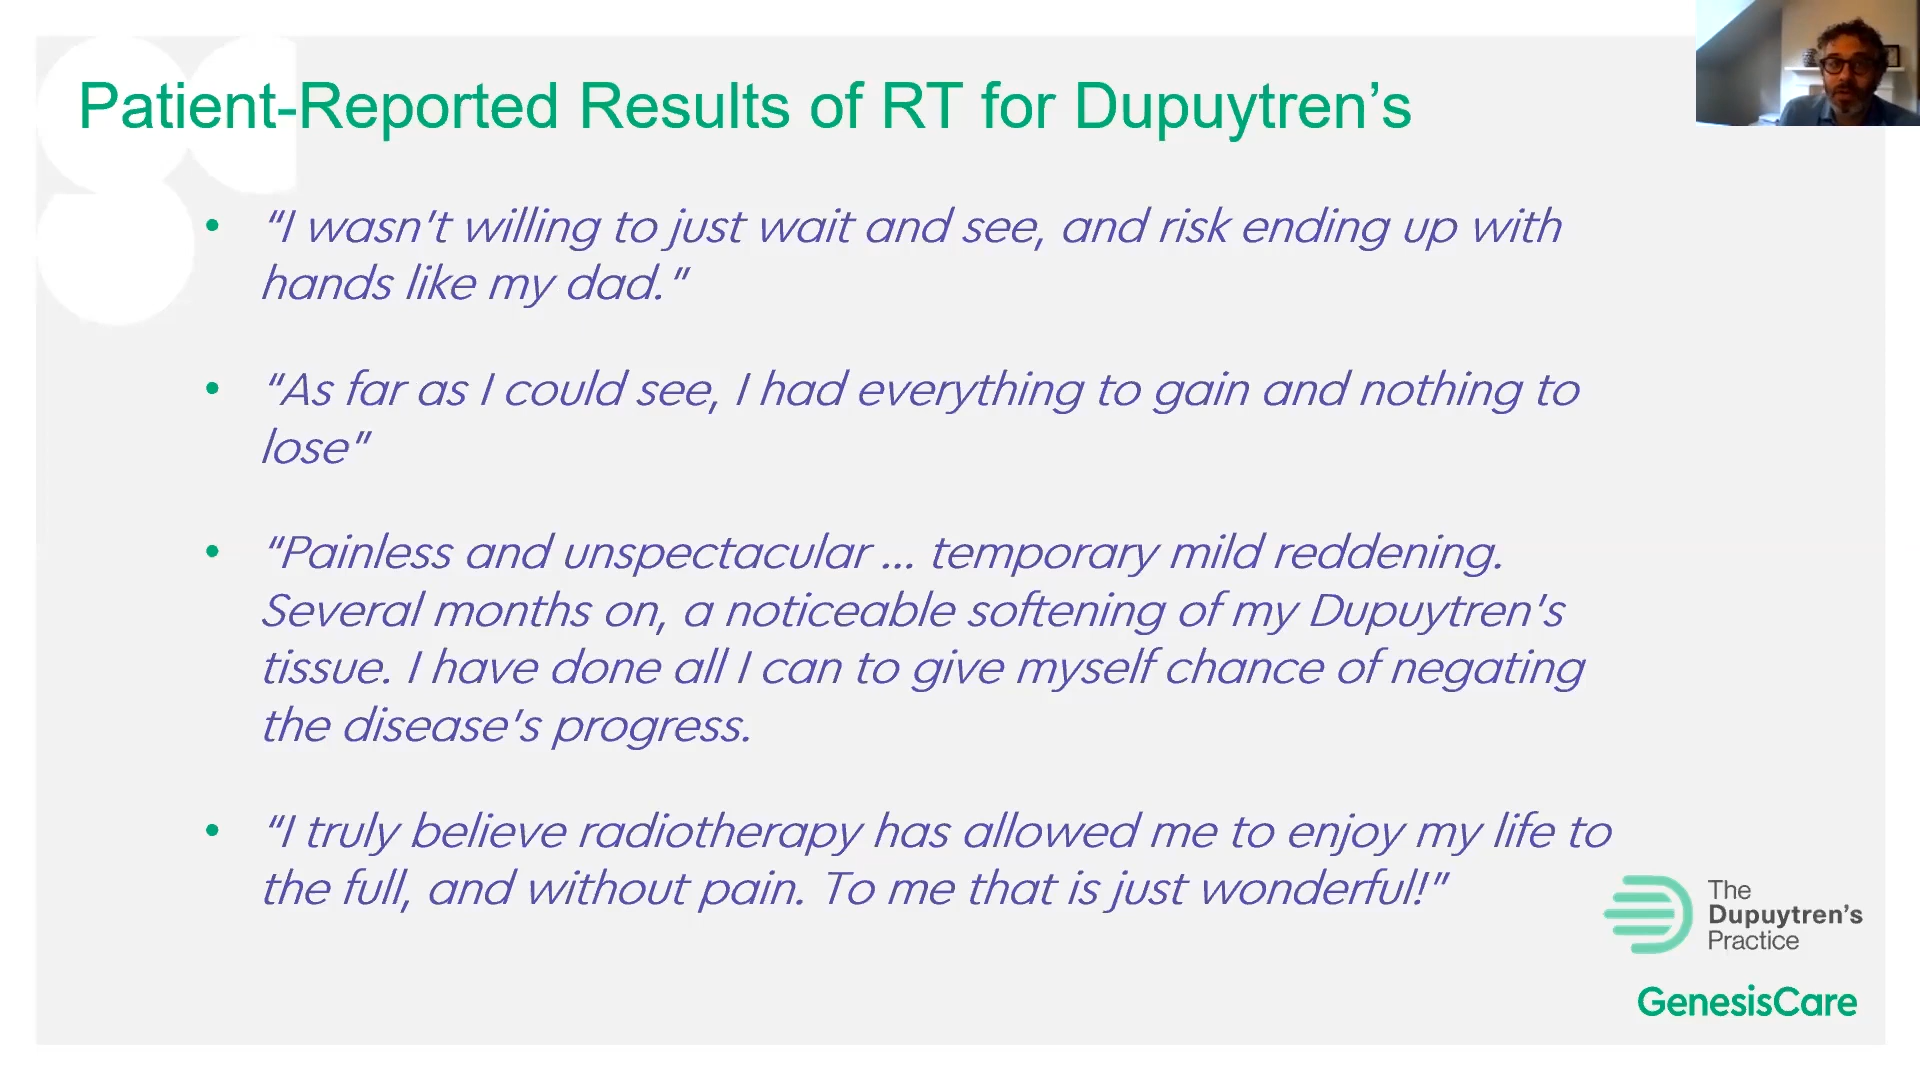 Patient-Reported Results of RT for Dupuytren’s
• “I wasn't willing to just wait and see, and risk ending up with
hands like my dad.”
• “As far as I could see, I had everything to gain and nothing to
lose”
• “Painless and unspectacular ... temporary mild reddening.
Several months on, a noticeable softening of my Dupuytren's
tissue. I have done all I can to give myself chance of negating
the disease's progress.
• “I truly believe radiotherapy has allowed me to enjoy my life to
the full, and without pain. To me that is just wonderful!”
The
Dupuytren’s
Practice
GenesisCare